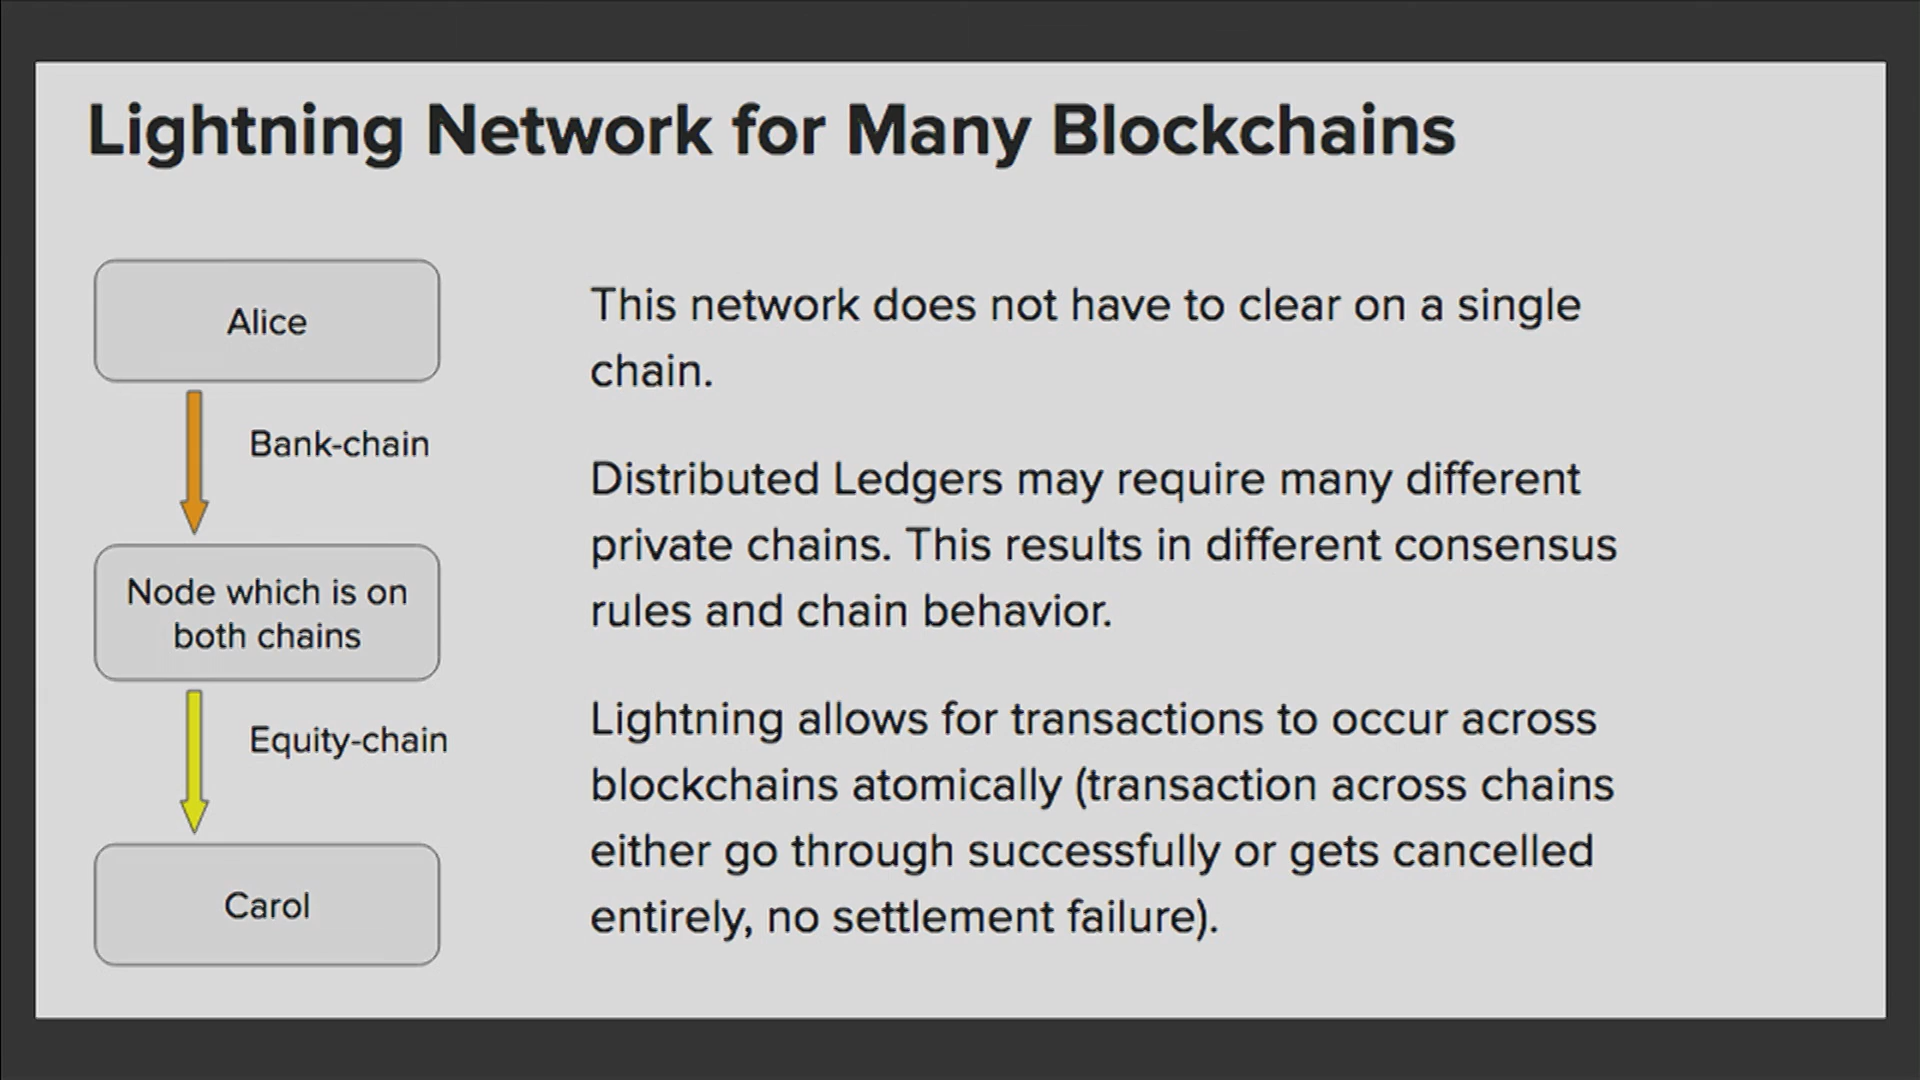 Lightning Network for Many Blockchains
Alice
Bank-chain
Node which is on
both chains
Equity-chain
Carol
This network does not have to clear on a single
chain.
Distributed Ledgers may require many different
private chains. This results in different consensus
rules and chain behavior.
Lightning allows for transactions to occur across
blockchains atomically (transaction across chains
either go through successfully or gets cancelled
entirely, no settlement failure).